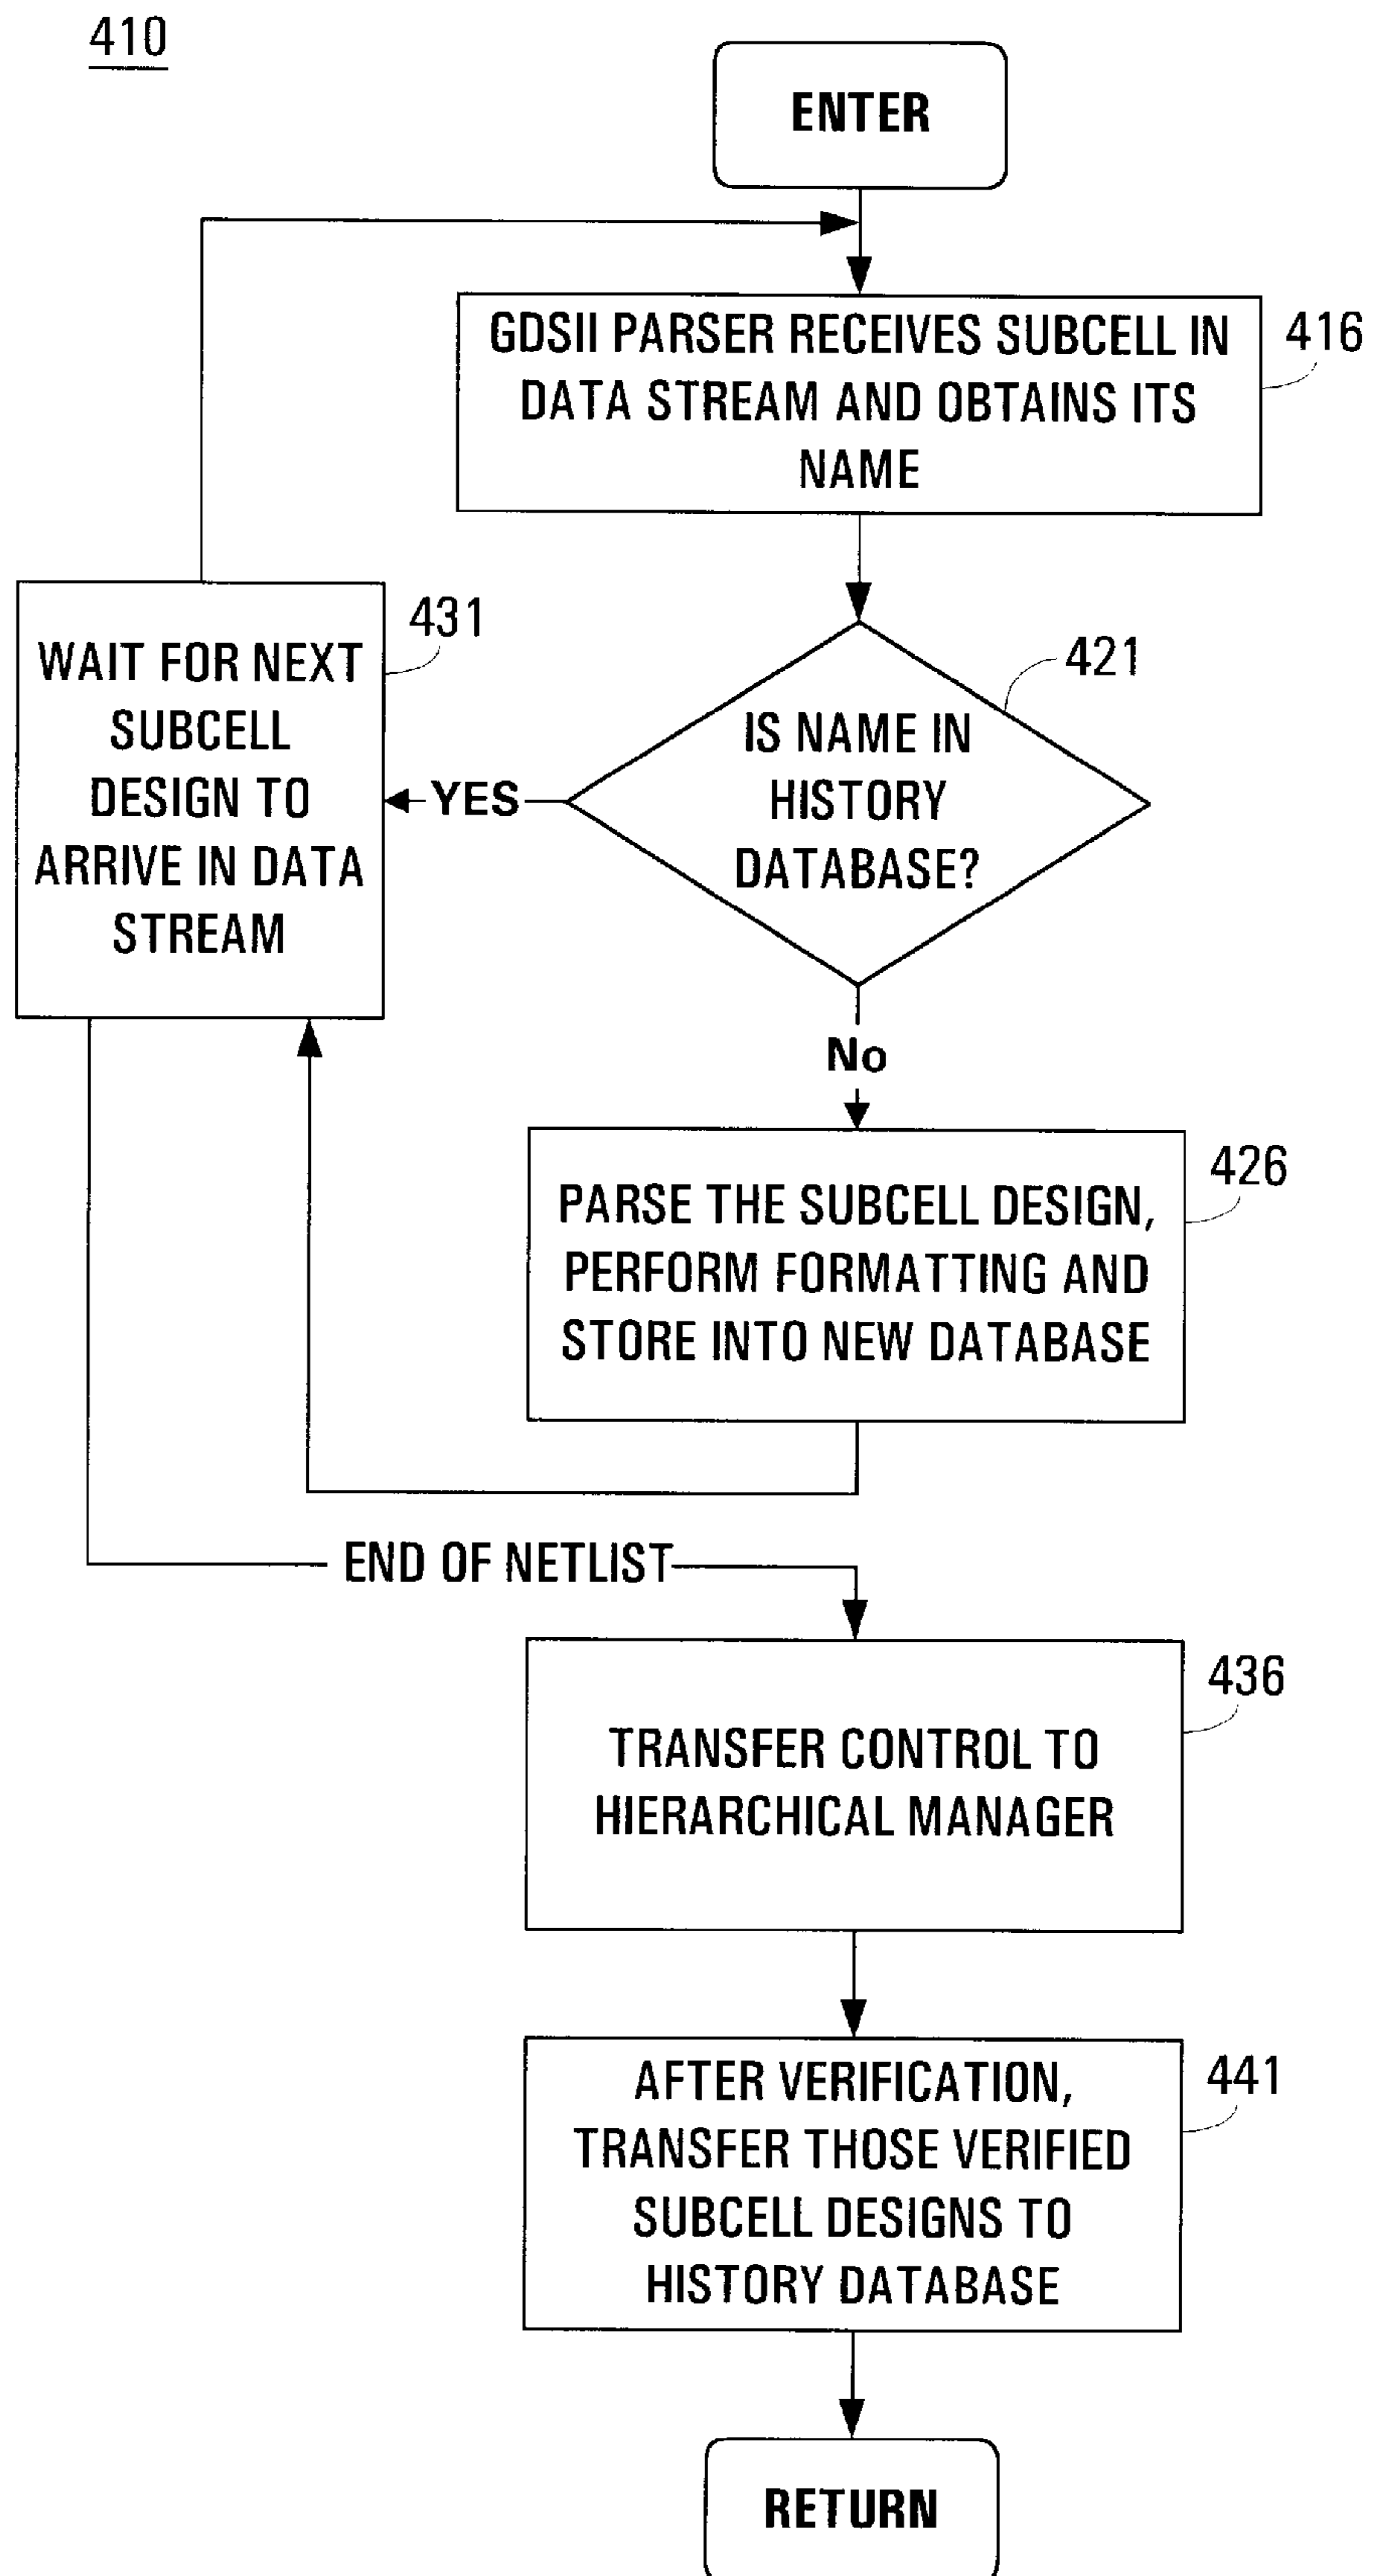 410
ENTER
GDSII PARSER RECEIVES SUBCELL IN
DATA STREAM AND OBTAINS ITS
NAME
416
IS NAME IN
HISTORY
DATABASE?
421
YES
WAIT FOR NEXT
SUBCELL
DESIGN TO
ARRIVE IN DATA
STREAM
431
No
PARSE THE SUBCELL DESIGN,
PERFORM FORMATTING AND
STORE INTO NEW DATABASE
426
END OF NETLIST
TRANSFER CONTROL TO
HIERARCHICAL MANAGER
436
AFTER VERIFICATION,
TRANSFER THOSE VERIFIED
SUBCELL DESIGNS TO
HISTORY DATABASE
441
RETURN